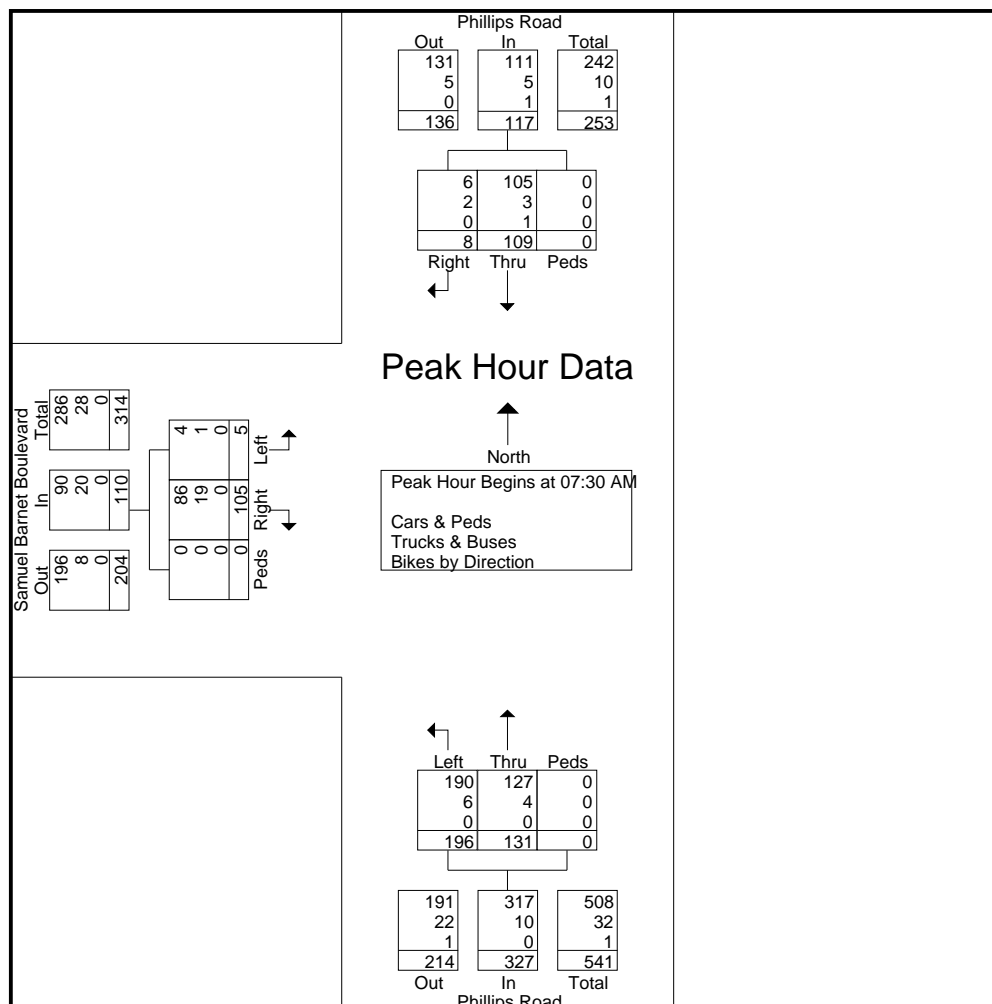 Phillips Road
Out In Total
131 111 242
5 5 10
0 1 1
136 117 253
6 105 0
2 3 0
0 1 0
8 109 0
Right Thru Peds
Peak Hour Data
North
Peak Hour Begins at 07:30 AM
Cars & Peds
Trucks & Buses
Bikes by Direction
Samuel Barnet Boulevard
Out In Total
196 90 286
8 20 28
0 0 0
204 110 314
0 86 4
0 19 1
0 0 0
0 105 5
Peds Right Left
Left Thru Peds
190 127 0
6 4 0
0 0 0
196 131 0
191 317 508
22 10 32
1 0 1
214 327 541
Out In Total
Phillips Road